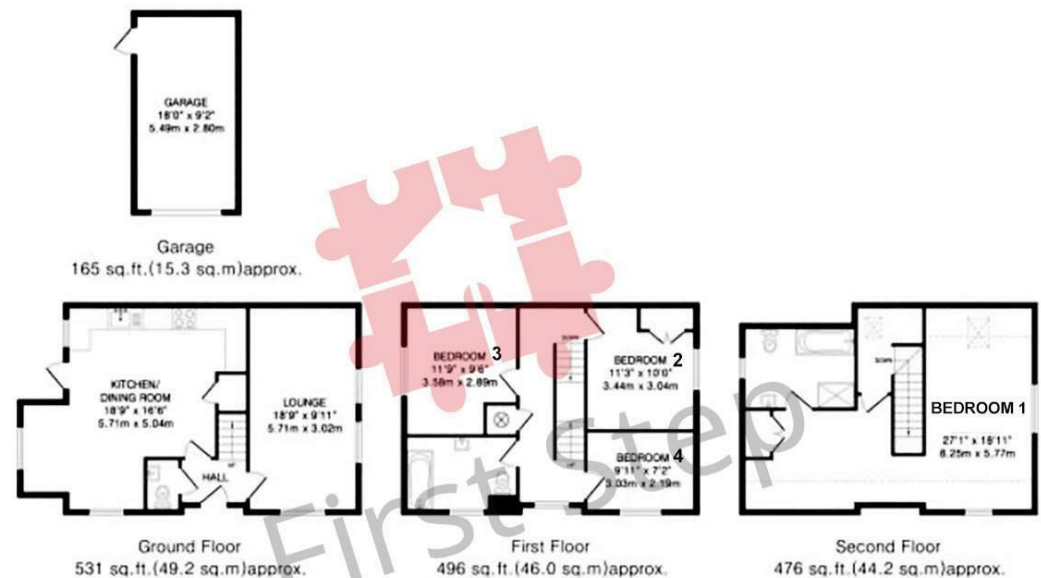 GARAGE
18'0" x 9'2"
5.49m x 2.80m
Garage
165 sq.ft.(15.3 sq.m)approx.
KITCHEN/
DINING ROOM
18'9" x 16'6"
5.71m x 5.04m
LOUNGE
18'9" x 9'11"
5.71m x 3.02m
UP
HALL
Ground Floor
531 sq.ft.(49.2 sq.m)approx.
BEDROOM 3
11'9" x 9'6"
3.58m x 2.89m
DOWN
BEDROOM 2
11'3" x 10'0"
3.44m x 3.04m
UP
BEDROOM 4
9'11" x 7'2"
3.03m x 2.19m
First Floor
496 sq.ft.(46.0 sq.m)approx.
DOWN
BEDROOM 1
27'1" x 18'11"
8.25m x 5.77m
Second Floor
476 sq.ft.(44.2 sq.m)approx.
First Step